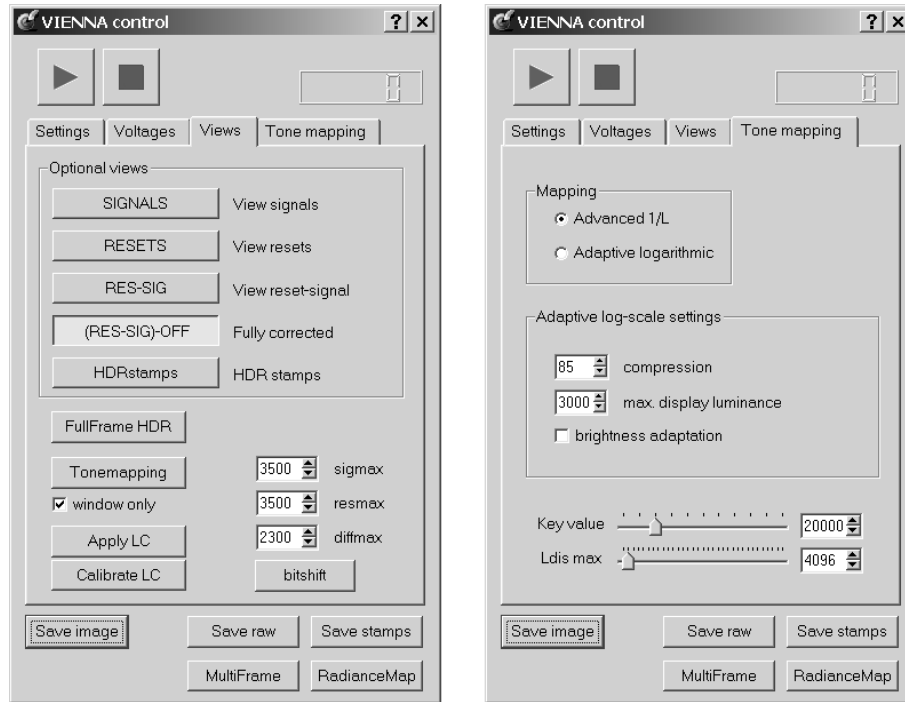 VIENNA control
? ×
0
Settings Voltages Views Tone mapping
Optional views
SIGNALS View signals
RESETS View resets
RES-SIG View reset-signal
(RES-SIG)-OFF Fully corrected
HDRstamps HDR stamps
FullFrame HDR
Tonemapping 3500 sigmax
window only 3500 resmax
Apply LC 2300 diffmax
Calibrate LC bitshift
Save image Save raw Save stamps
MultiFrame RadianceMap
VIENNA control
? ×
0
Settings Voltages Views Tone mapping
Mapping
Advanced 1/L
Adaptive logarithmic
Adaptive log-scale settings
85 compression
3000 max. display luminance
brightness adaptation
Key value 20000
Ldis max 4096
Save image Save raw Save stamps
MultiFrame RadianceMap